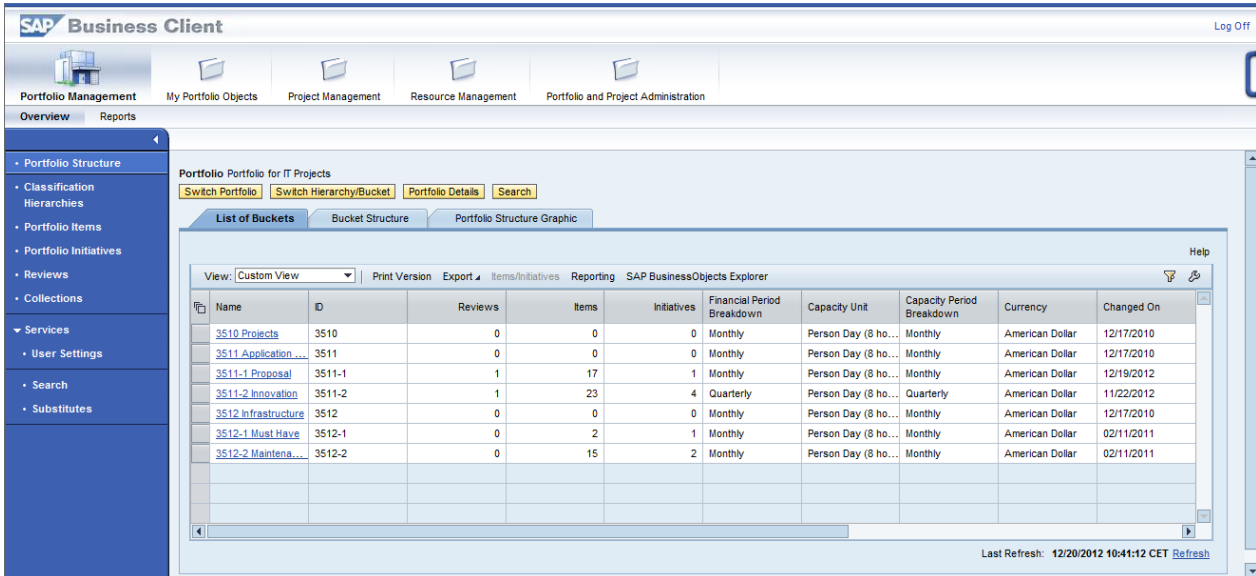 SAP Business Client
Log Off
Portfolio Management My Portfolio Objects Project Management Resource Management Portfolio and Project Administration
Overview Reports
Portfolio Structure
Classification
Hierarchies
Portfolio Items
Portfolio Initiatives
Reviews
Collections
Services
User Settings
Search
Substitutes
Portfolio Portfolio for IT Projects
Switch Portfolio Switch Hierarchy/Bucket Portfolio Details Search
List of Buckets Bucket Structure Portfolio Structure Graphic
Help
View: Custom View Print Version Export Items/Initiatives Reporting SAP BusinessObjects Explorer
Name ID Reviews Items Initiatives Financial Period Breakdown Capacity Unit Capacity Period Breakdown Currency Changed On
3510 Projects 3510 0 0 0 Monthly Person Day (8 ho... Monthly American Dollar 12/17/2010
3511 Application ... 3511 0 0 0 Monthly Person Day (8 ho... Monthly American Dollar 12/17/2010
3511-1 Proposal 3511-1 1 17 1 Monthly Person Day (8 ho... Monthly American Dollar 12/19/2012
3511-2 Innovation 3511-2 1 23 4 Quarterly Person Day (8 ho... Quarterly American Dollar 11/22/2012
3512 Infrastructure 3512 0 0 0 Monthly Person Day (8 ho... Monthly American Dollar 12/17/2010
3512-1 Must Have 3512-1 0 2 1 Monthly Person Day (8 ho... Monthly American Dollar 02/11/2011
3512-2 Maintena... 3512-2 0 15 2 Monthly Person Day (8 ho... Monthly American Dollar 02/11/2011
Last Refresh: 12/20/2012 10:41:12 CET Refresh